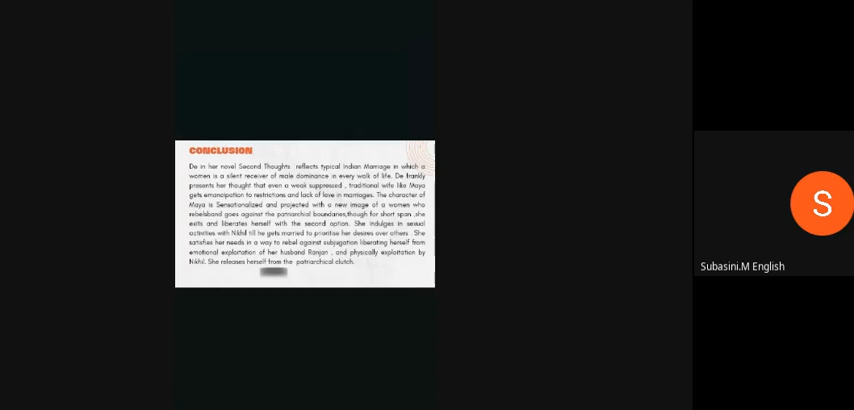 CONCLUSION
De in her novel Second Thoughts reflects typical Indian Marriage in which a
women is a silent receiver of male dominance in every walk of life. De frankly
presents her thought that even a weak suppressed , traditional wife like Maya
gets emancipation to restrictions and lack of love in marriages. The character of
Maya is Sensationalized and projected with a new image of a women who
rebelsband goes against the patriarchial boundaries,though for short span ,she
exits and liberates herself with the second option. She indulges in sexual
activities with Nikhil till he gets married to prioritise her desires over others . She
satisfies her needs in a way to rebel against subjugation liberating herself from
emotional exploitation of her husband Ranjan , and physically exploitation by
Nikhil. She releases herself from the patriarchical clutch.
S
Subasini.M English